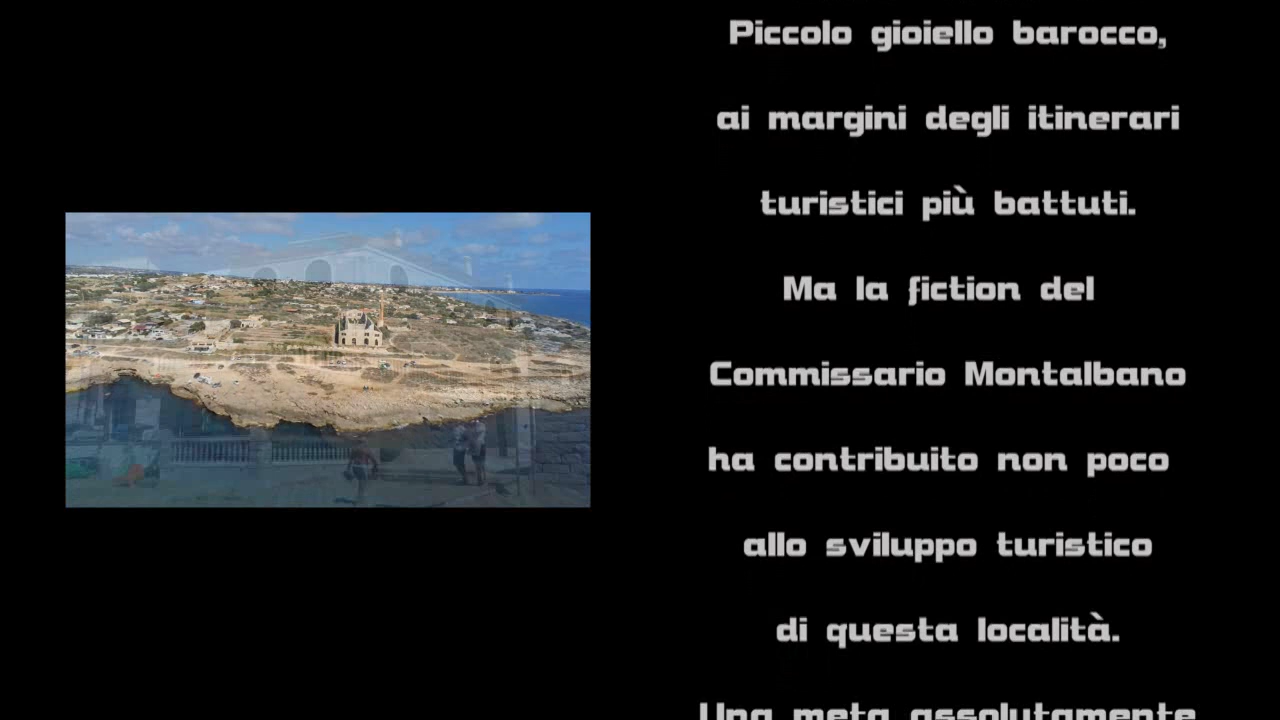 Piccolo gioiello barocco,
ai margini degli itinerari
turistici più battuti.
Ma la fiction del
Commissario Montalbano
ha contribuito non poco
allo sviluppo turistico
di questa località.
Una meta assolutamente